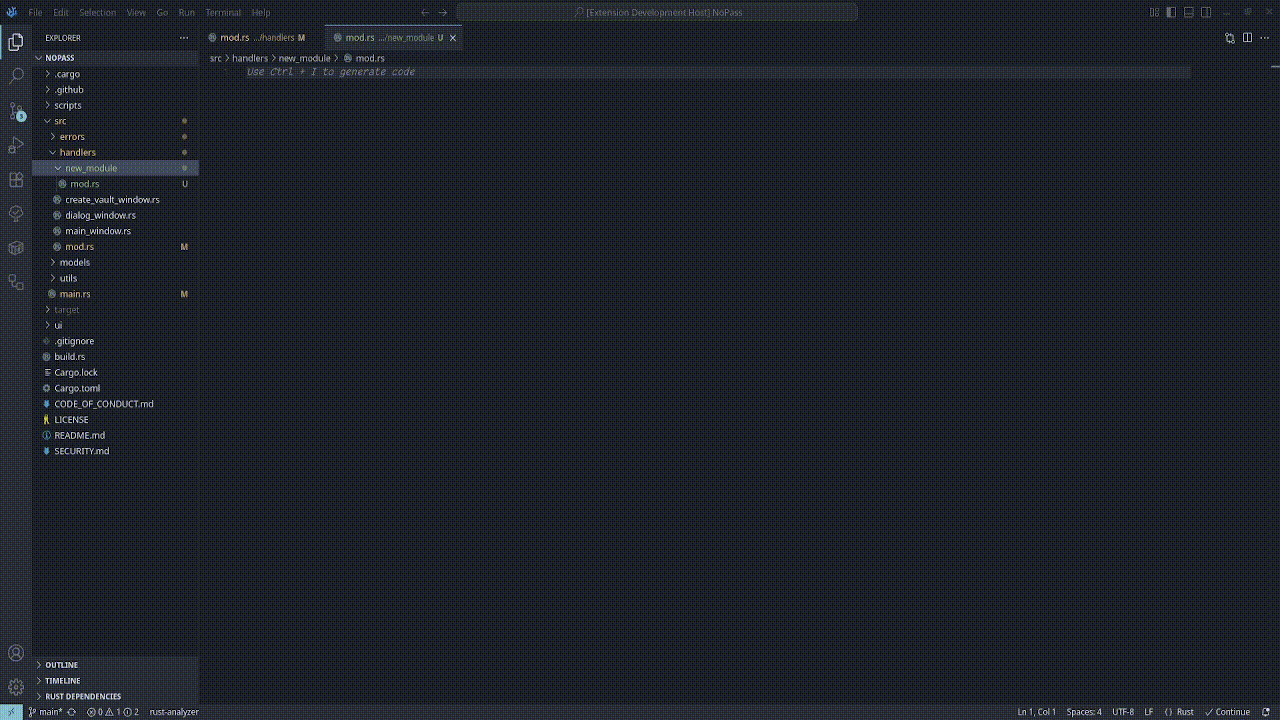 File Edit Selection View Go Run Terminal Help
[Extension Development Host] NoPass
EXPLORER
mod.rs .../handlers M
mod.rs .../new_module U
NOPASS
src > handlers > new_module > mod.rs
1 Use Ctrl + I to generate code
.cargo
.github
scripts
src
errors
handlers
new_module
mod.rs U
create_vault_window.rs
dialog_window.rs
main_window.rs
mod.rs M
models
utils
main.rs M
target
ui
.gitignore
build.rs
Cargo.lock
Cargo.toml
CODE_OF_CONDUCT.md
LICENSE
README.md
SECURITY.md
3
OUTLINE
TIMELINE
RUST DEPENDENCIES
main* 0 1 2 rust-analyzer
Ln 1, Col 1 Spaces: 4 UTF-8 LF Rust Continue